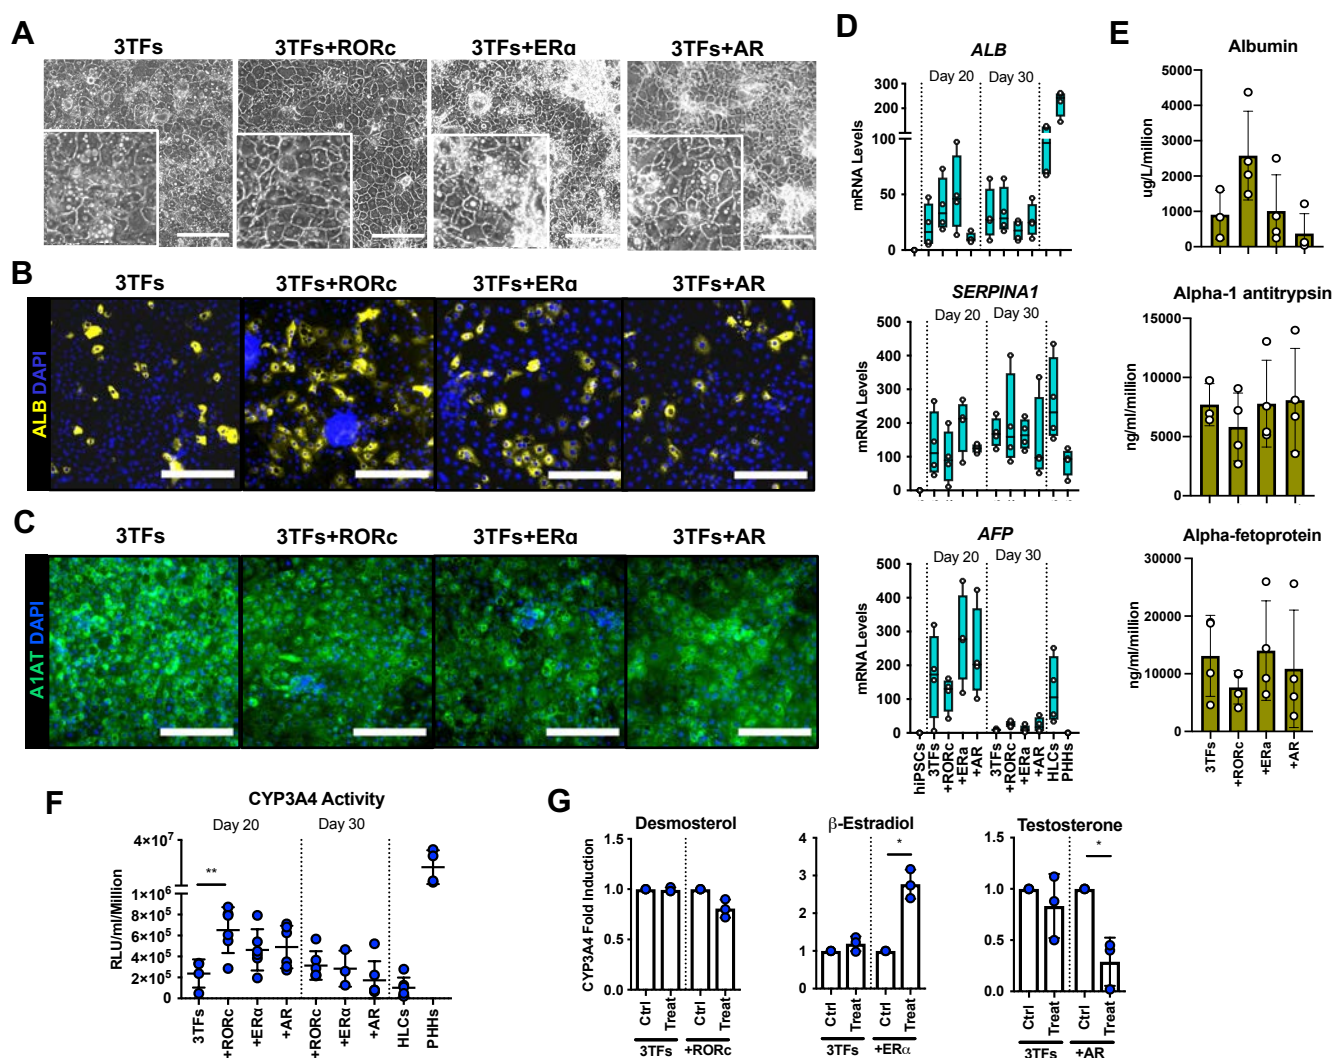 A
3TFs
3TFs+RORc
3TFs+ERα
3TFs+AR
B
3TFs
3TFs+RORc
3TFs+ERα
3TFs+AR
ALB DAPI
C
3TFs
3TFs+RORc
3TFs+ERα
3TFs+AR
A1AT DAPI
D
ALB
Day 20
Day 30
mRNA Levels
300
200
100
50
0
SERPINA1
Day 20
Day 30
mRNA Levels
500
400
300
200
100
0
AFP
Day 20
Day 30
mRNA Levels
500
400
300
200
100
0
hiPSCs
3TFs
+RORc
+ERα
+AR
3TFs
+RORc
+ERα
+AR
HLCs
PHHs
E
Albumin
ug/L/million
5000
4000
3000
2000
1000
0
Alpha-1 antitrypsin
ng/ml/million
15000
10000
5000
0
Alpha-fetoprotein
ng/ml/million
30000
20000
10000
0
3TFs
+RORc
+ERα
+AR
F
CYP3A4 Activity
Day 20
Day 30
RLU/ml/Million
4×10⁷
1×10⁶
8×10⁵
6×10⁵
4×10⁵
2×10⁵
0
**
3TFs
+RORc
+ERα
+AR
+RORc
+ERα
+AR
HLCs
PHHs
G
Desmosterol
CYP3A4 Fold Induction
1.5
1.0
0.5
0.0
Ctrl
Treat
Ctrl
Treat
3TFs
+RORc
β-Estradiol
4
3
2
1
0
*
Ctrl
Treat
Ctrl
Treat
3TFs
+ERα
Testosterone
1.5
1.0
0.5
0.0
*
Ctrl
Treat
Ctrl
Treat
3TFs
+AR